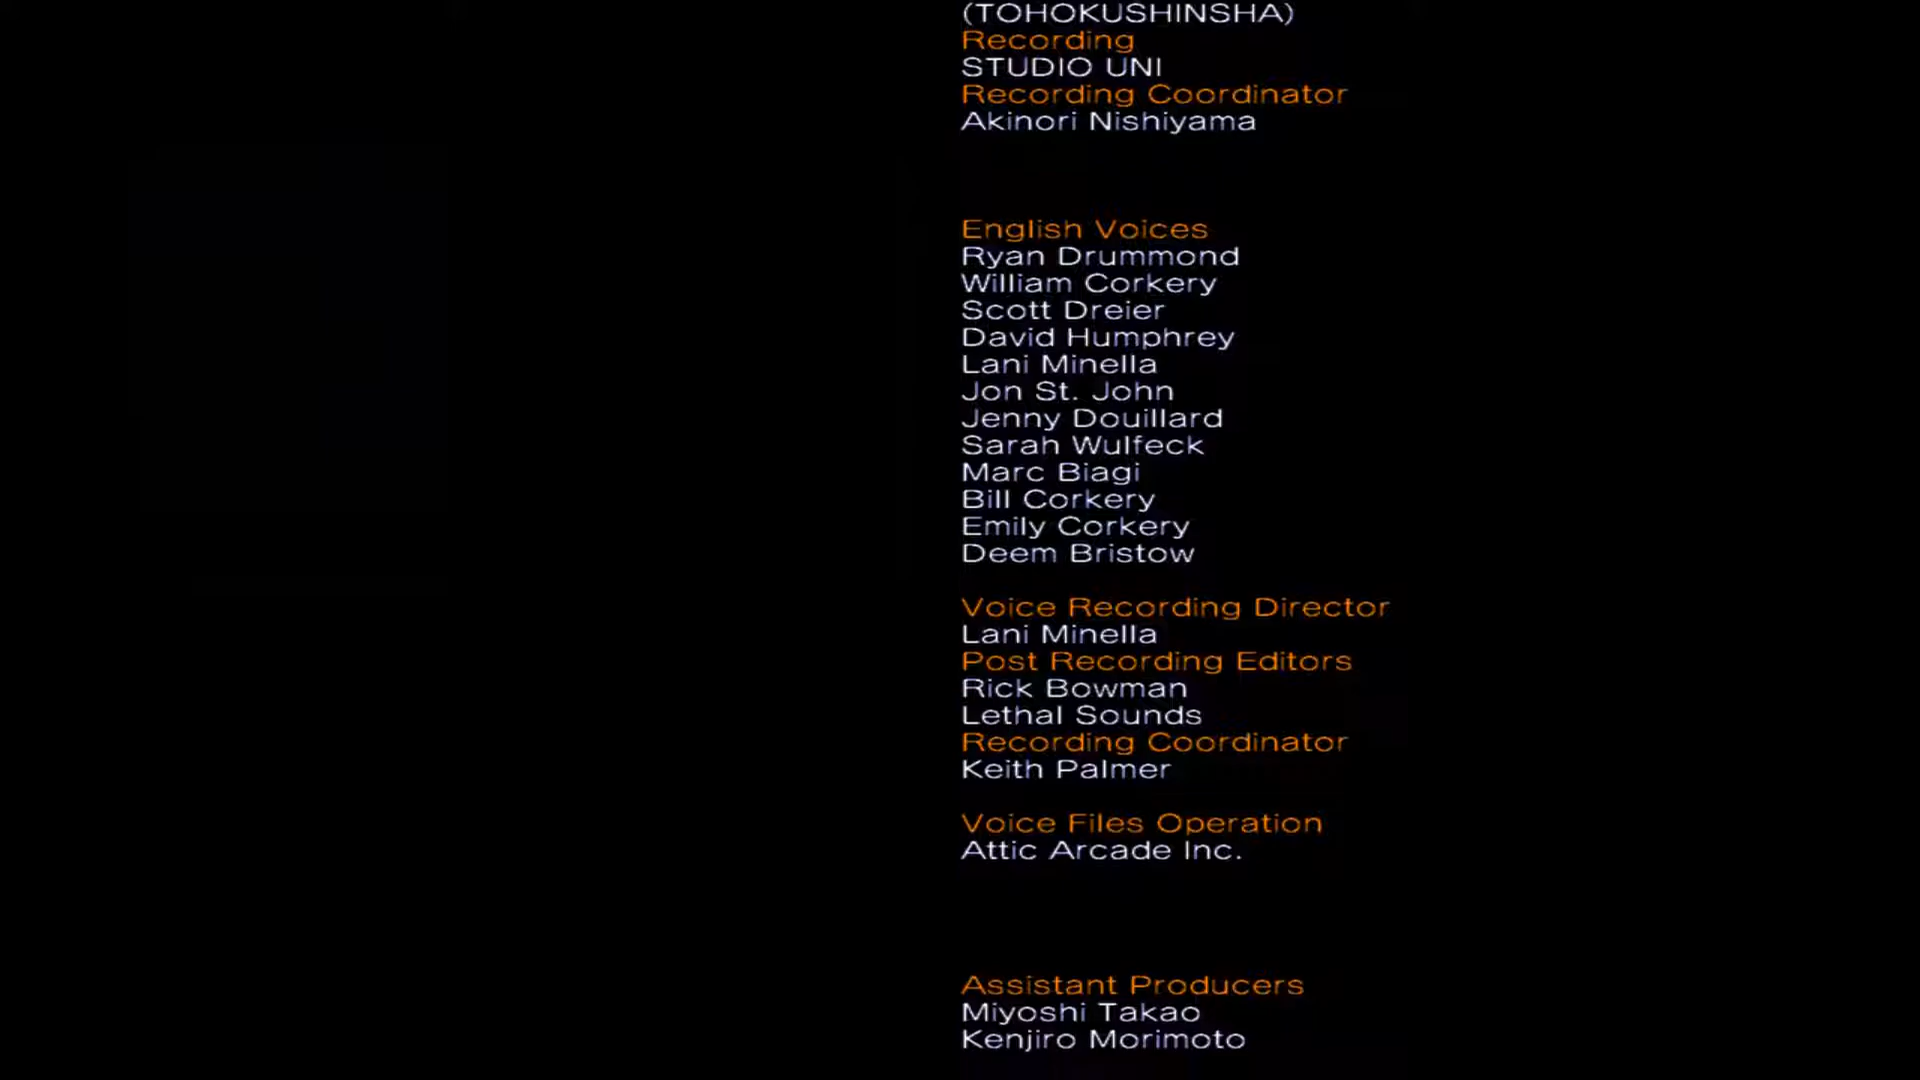 (TOHOKUSHINSHA)
Recording
STUDIO UNI
Recording Coordinator
Akinori Nishiyama
English Voices
Ryan Drummond
William Corkery
Scott Dreier
David Humphrey
Lani Minella
Jon St. John
Jenny Douillard
Sarah Wulfeck
Marc Biagi
Bill Corkery
Emily Corkery
Deem Bristow
Voice Recording Director
Lani Minella
Post Recording Editors
Rick Bowman
Lethal Sounds
Recording Coordinator
Keith Palmer
Voice Files Operation
Attic Arcade Inc.
Assistant Producers
Miyoshi Takao
Kenjiro Morimoto